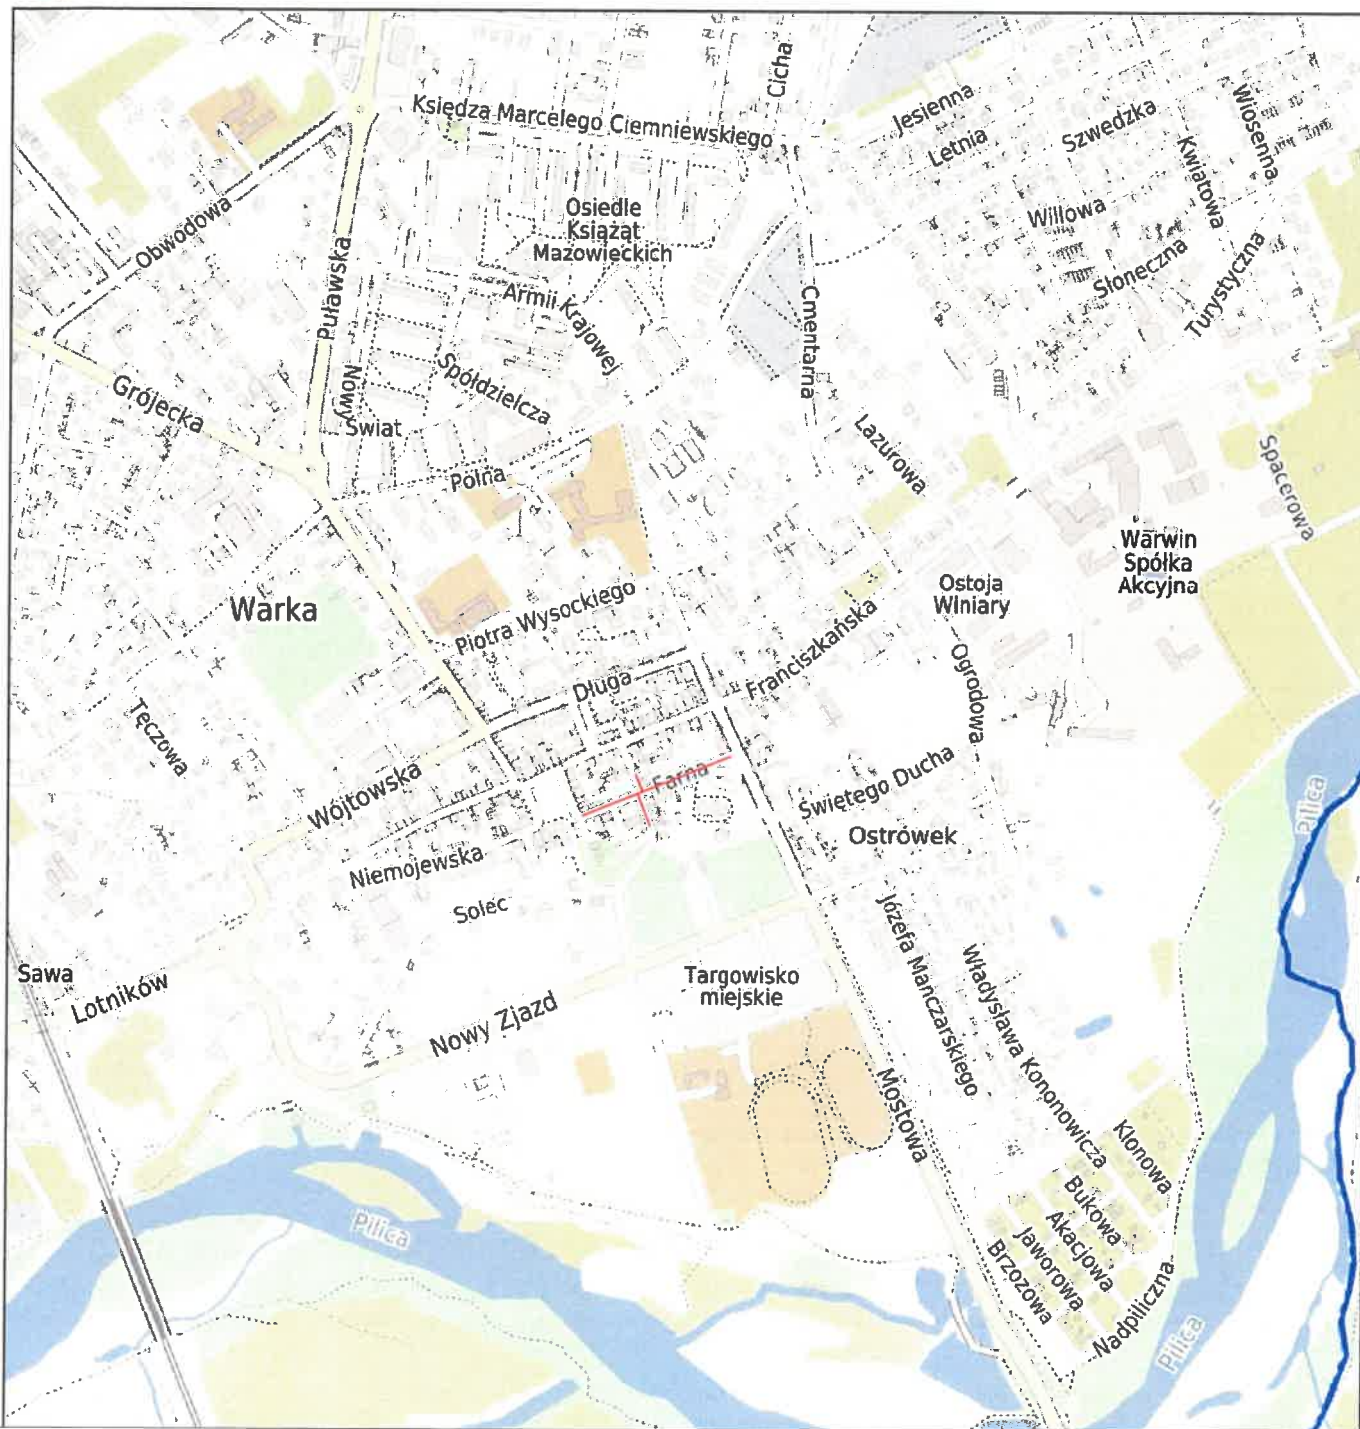 Cicha
Księdza Marcelego Ciemniewskiego
Jesienna
Letnia
Szwedzka
Wiosenna
Kwiatowa
Osiedle
Książąt
Mazowieckich
Willowa
Obwodowa
Puławska
Słoneczna
Turystyczna
Armii Krajowej
Cmentarna
Grójecka
Nowy
Świat
Spółdzielcza
Lazurowa
Spacerowa
Polna
Warwin
Spółka
Akcyjna
Warka
Piotra Wysockiego
Ostoja
Winiary
Franciszkańska
Długa
Ogrodowa
Tęczowa
Wójtowska
Farna
Świętego Ducha
Pilica
Ostrówek
Niemojewska
Solec
Józefa Mańczarskiego
Władysława Kononowicza
Sawa
Lotników
Targowisko
miejskie
Nowy Zjazd
Mostowa
Klonowa
Bukowa
Akacjowa
Jaworowa
Brzozowa
Pilica
Nadpiliczna
Pilica